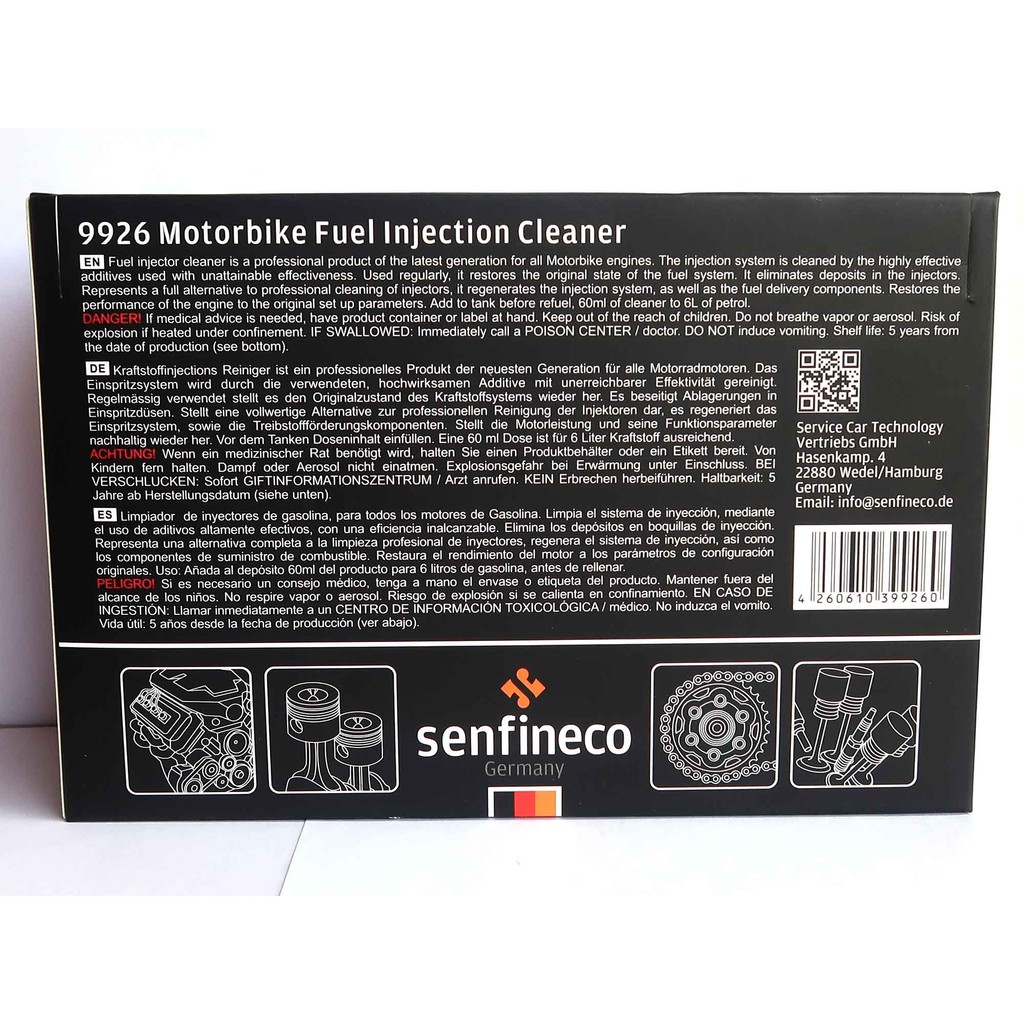 9926 Motorbike Fuel Injection Cleaner
EN Fuel injector cleaner is a professional product of the latest generation for all Motorbike engines. The injection system is cleaned by the highly effective
additives used with unattainable effectiveness. Used regularly, it restores the original state of the fuel system. It eliminates deposits in the injectors.
Represents a full alternative to professional cleaning of injectors, it regenerates the injection system, as well as the fuel delivery components. Restores the
performance of the engine to the original set up parameters. Add to tank before refuel, 60ml of cleaner to 6L of petrol.
DANGER! If medical advice is needed, have product container or label at hand. Keep out of the reach of children. Do not breathe vapor or aerosol. Risk of
explosion if heated under confinement. IF SWALLOWED: Immediately call a POISON CENTER / doctor. DO NOT induce vomiting. Shelf life: 5 years from
the date of production (see bottom).
DE Kraftstoffinjections Reiniger ist ein professionelles Produkt der neuesten Generation für alle Motorradmotoren. Das
Einspritzsystem wird durch die verwendeten, hochwirksamen Additive mit unerreichbarer Effektivität gereinigt.
Regelmässig verwendet stellt es den Originalzustand des Kraftstoffsystems wieder her. Es beseitigt Ablagerungen in
Einspritzdüsen. Stellt eine vollwertige Alternative zur professionellen Reinigung der Injektoren dar, es regeneriert das
Einspritzsystem, sowie die Treibstoffförderungskomponenten. Stellt die Motorleistung und seine Funktionsparameter
nachhaltig wieder her. Vor dem Tanken Doseninhalt einfüllen. Eine 60 ml Dose ist für 6 Liter Kraftstoff ausreichend.
ACHTUNG! Wenn ein medizinischer Rat benötigt wird, halten Sie einen Produktbehälter oder ein Etikett bereit. Von
Kindern fern halten. Dampf oder Aerosol nicht einatmen. Explosionsgefahr bei Erwärmung unter Einschluss. BEI
VERSCHLUCKEN: Sofort GIFTINFORMATIONSZENTRUM / Arzt anrufen. KEIN Erbrechen herbeiführen. Haltbarkeit: 5
Jahre ab Herstellungsdatum (siehe unten).
ES Limpiador de inyectores de gasolina, para todos los motores de Gasolina. Limpia el sistema de inyección, mediante
el uso de aditivos altamente efectivos, con una eficiencia inalcanzable. Elimina los depósitos en boquillas de inyección.
Representa una alternativa completa a la limpieza profesional de inyectores, regenera el sistema de inyección, así como
los componentes de suministro de combustible. Restaura el rendimiento del motor a los parámetros de configuración
originales. Uso: Añada al depósito 60ml del producto para 6 litros de gasolina, antes de rellenar.
PELIGRO! Si es necesario un consejo médico, tenga a mano el envase o etiqueta del producto. Mantener fuera del
alcance de los niños. No respire vapor o aerosol. Riesgo de explosión si se calienta en confinamiento. EN CASO DE
INGESTIÓN: Llamar inmediatamente a un CENTRO DE INFORMACIÓN TOXICOLÓGICA / médico. No induzca el vomito.
Vida útil: 5 años desde la fecha de producción (ver abajo).
Service Car Technology
Vertriebs GmbH
Hasenkamp. 4
22880 Wedel/Hamburg
Germany
Email: info@senfineco.de
4 260610 399260
senfineco
Germany